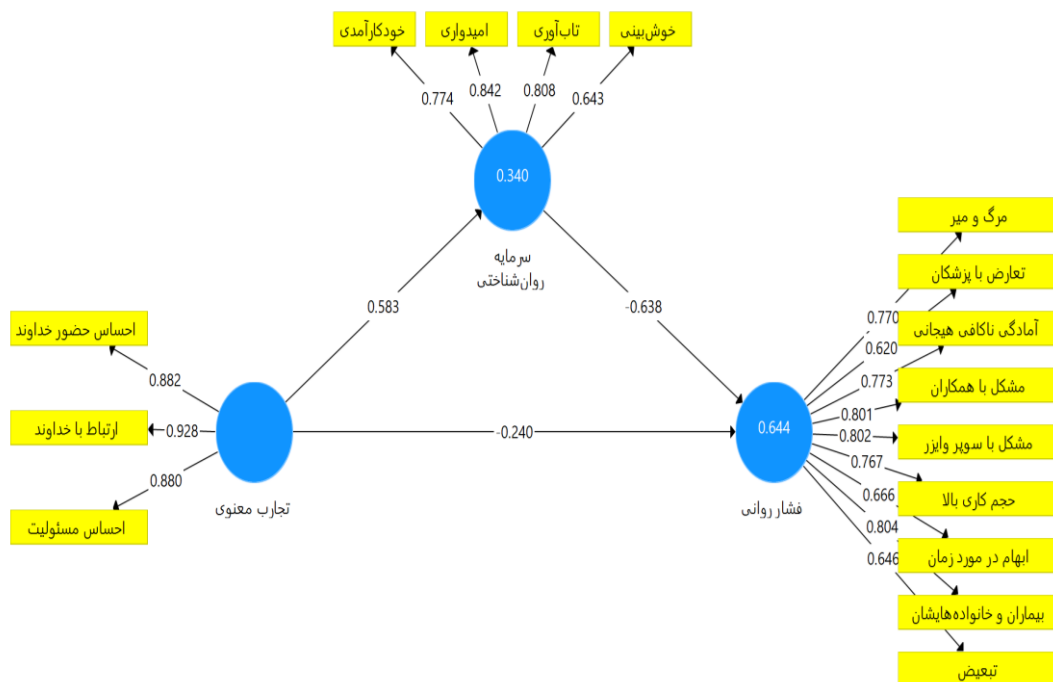 خودکارآمدی
امیدواری
تاب‌آوری
خوش‌بینی
0.774
0.842
0.808
0.643
0.340
سرمایه
روان‌شناختی
0.583
-0.638
احساس حضور خداوند
ارتباط با خداوند
احساس مسئولیت
0.882
0.928
0.880
تجارب معنوی
-0.240
0.644
فشار روانی
0.770
0.620
0.773
0.801
0.802
0.767
0.666
0.804
0.646
مرگ و میر
تعارض با پزشکان
آمادگی ناکافی هیجانی
مشکل با همکاران
مشکل با سوپر وایزر
حجم کاری بالا
ابهام در مورد زمان
بیماران و خانواده‌هایشان
تبعیض